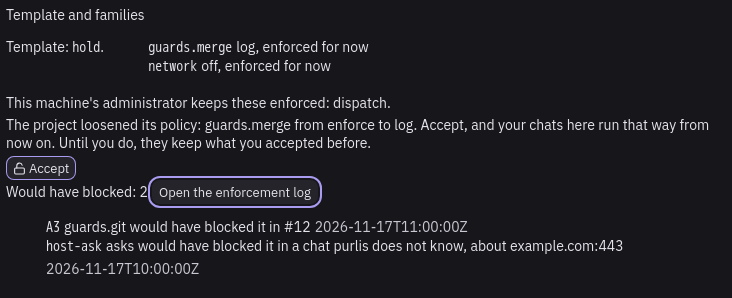 Template and families
Template: hold. guards.merge log, enforced for now
network off, enforced for now
This machine's administrator keeps these enforced: dispatch.
The project loosened its policy: guards.merge from enforce to log. Accept, and your chats here run that way from
now on. Until you do, they keep what you accepted before.
Accept
Would have blocked: 2 Open the enforcement log
A3 guards.git would have blocked it in #12 2026-11-17T11:00:00Z
host-ask asks would have blocked it in a chat purlis does not know, about example.com:443
2026-11-17T10:00:00Z